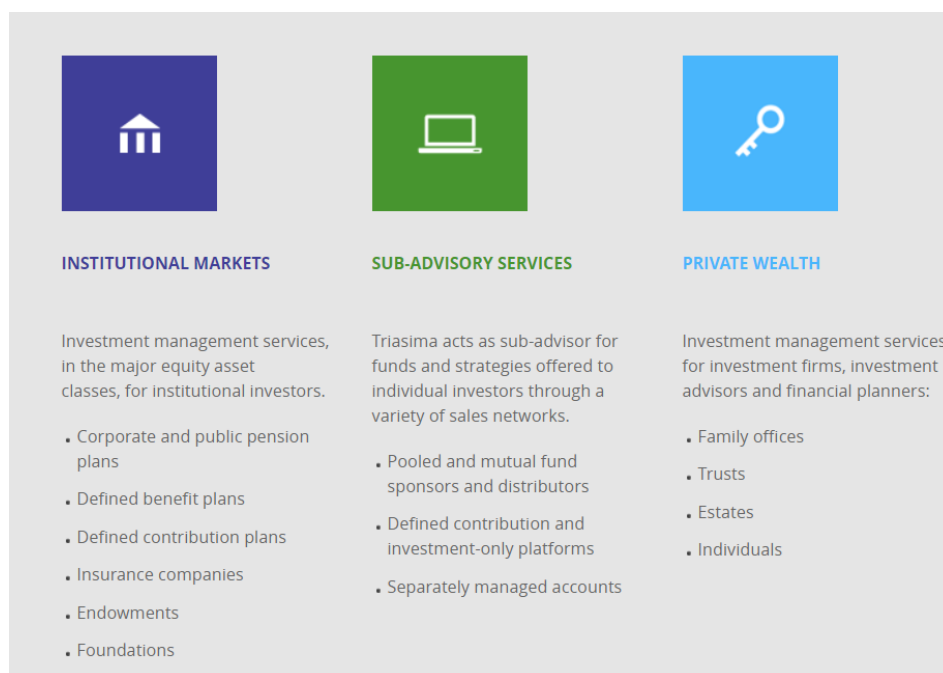 INSTITUTIONAL MARKETS
Investment management services,
in the major equity asset
classes, for institutional investors.
Corporate and public pension
plans
Defined benefit plans
Defined contribution plans
Insurance companies
Endowments
Foundations
SUB-ADVISORY SERVICES
Triasima acts as sub-advisor for
funds and strategies offered to
individual investors through a
variety of sales networks.
Pooled and mutual fund
sponsors and distributors
Defined contribution and
investment-only platforms
Separately managed accounts
PRIVATE WEALTH
Investment management services
for investment firms, investment
advisors and financial planners:
Family offices
Trusts
Estates
Individuals